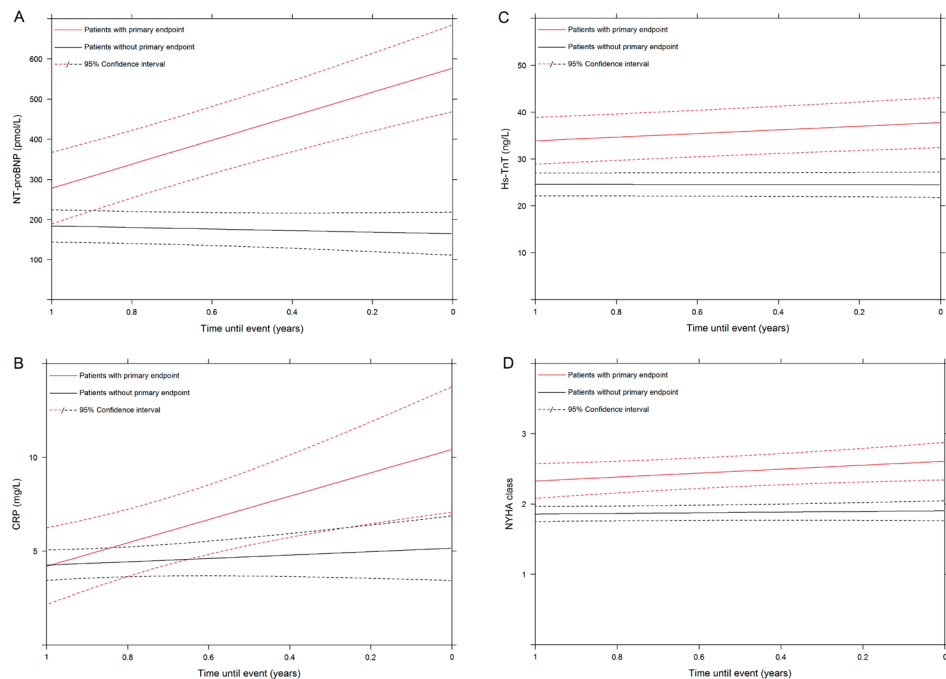 A
Patients with primary endpoint
Patients without primary endpoint
95% Confidence interval
NT-proBNP (pmol/L)
600
500
400
300
200
100
1 0.8 0.6 0.4 0.2 0
Time until event (years)
C
Patients with primary endpoint
Patients without primary endpoint
95% Confidence interval
Hs-TnT (ng/L)
50
40
30
20
10
1 0.8 0.6 0.4 0.2 0
Time until event (years)
B
Patients with primary endpoint
Patients without primary endpoint
95% Confidence interval
CRP (mg/L)
10
5
0
1 0.8 0.6 0.4 0.2 0
Time until event (years)
D
Patients with primary endpoint
Patients without primary endpoint
95% Confidence interval
NYHA class
3
2
1
1 0.8 0.6 0.4 0.2 0
Time until event (years)